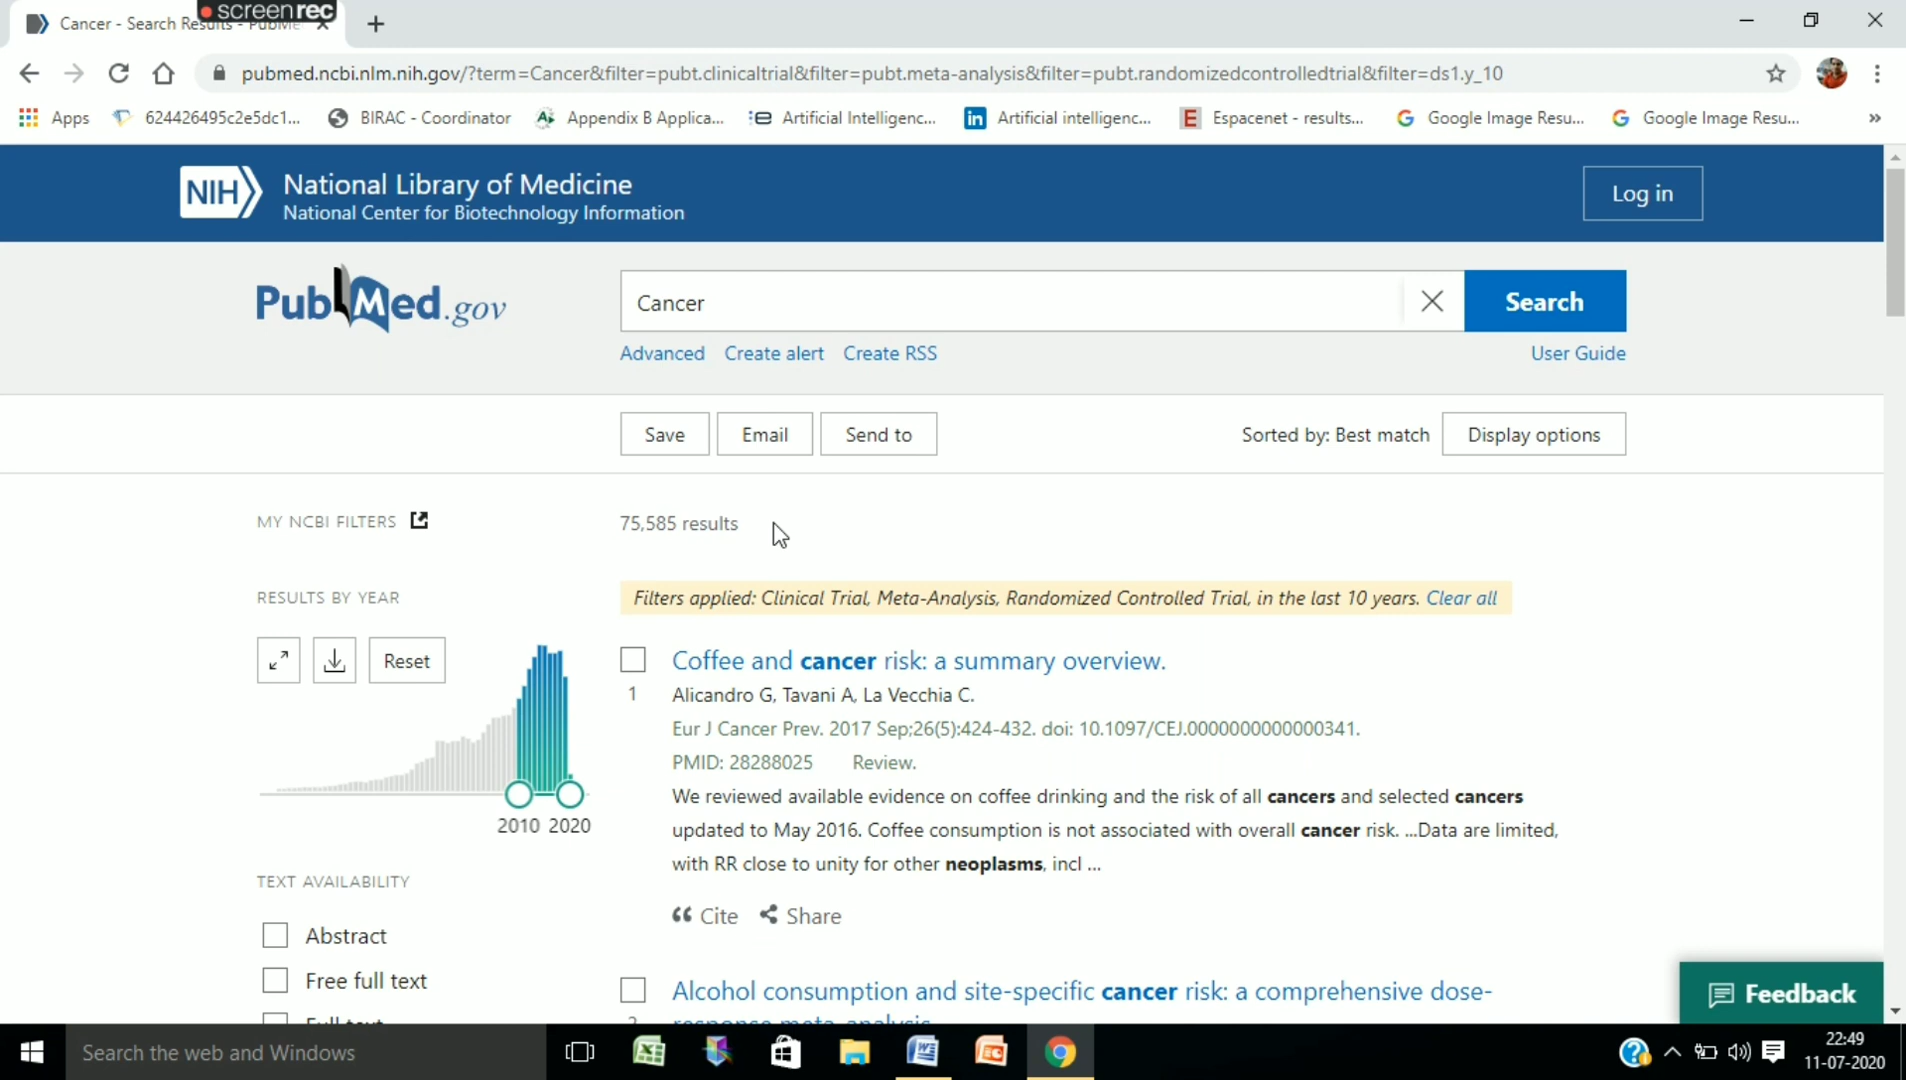 screenrec
Cancer - Search Results - PubMe
pubmed.ncbi.nlm.nih.gov/?term=Cancer&filter=pubt.clinicaltrial&filter=pubt.meta-analysis&filter=pubt.randomizedcontrolledtrial&filter=ds1.y_10
Apps 624426495c2e5dc1... BIRAC - Coordinator Appendix B Applica... Artificial Intelligenc... Artificial intelligenc... Espacenet - results... Google Image Resu... Google Image Resu... »
NIH National Library of Medicine
National Center for Biotechnology Information
Log in
PubMed.gov
Cancer
Search
Advanced Create alert Create RSS User Guide
Save Email Send to Sorted by: Best match Display options
MY NCBI FILTERS
75,585 results
RESULTS BY YEAR
Filters applied: Clinical Trial, Meta-Analysis, Randomized Controlled Trial, in the last 10 years. Clear all
Reset
2010 2020
Coffee and cancer risk: a summary overview.
1 Alicandro G, Tavani A, La Vecchia C.
Eur J Cancer Prev. 2017 Sep;26(5):424-432. doi: 10.1097/CEJ.0000000000000341.
PMID: 28288025 Review.
We reviewed available evidence on coffee drinking and the risk of all cancers and selected cancers
updated to May 2016. Coffee consumption is not associated with overall cancer risk. ...Data are limited,
with RR close to unity for other neoplasms, incl ...
Cite Share
TEXT AVAILABILITY
Abstract
Free full text
Full text
Alcohol consumption and site-specific cancer risk: a comprehensive dose-
2 response meta-analysis.
Feedback
Search the web and Windows
22:49
11-07-2020